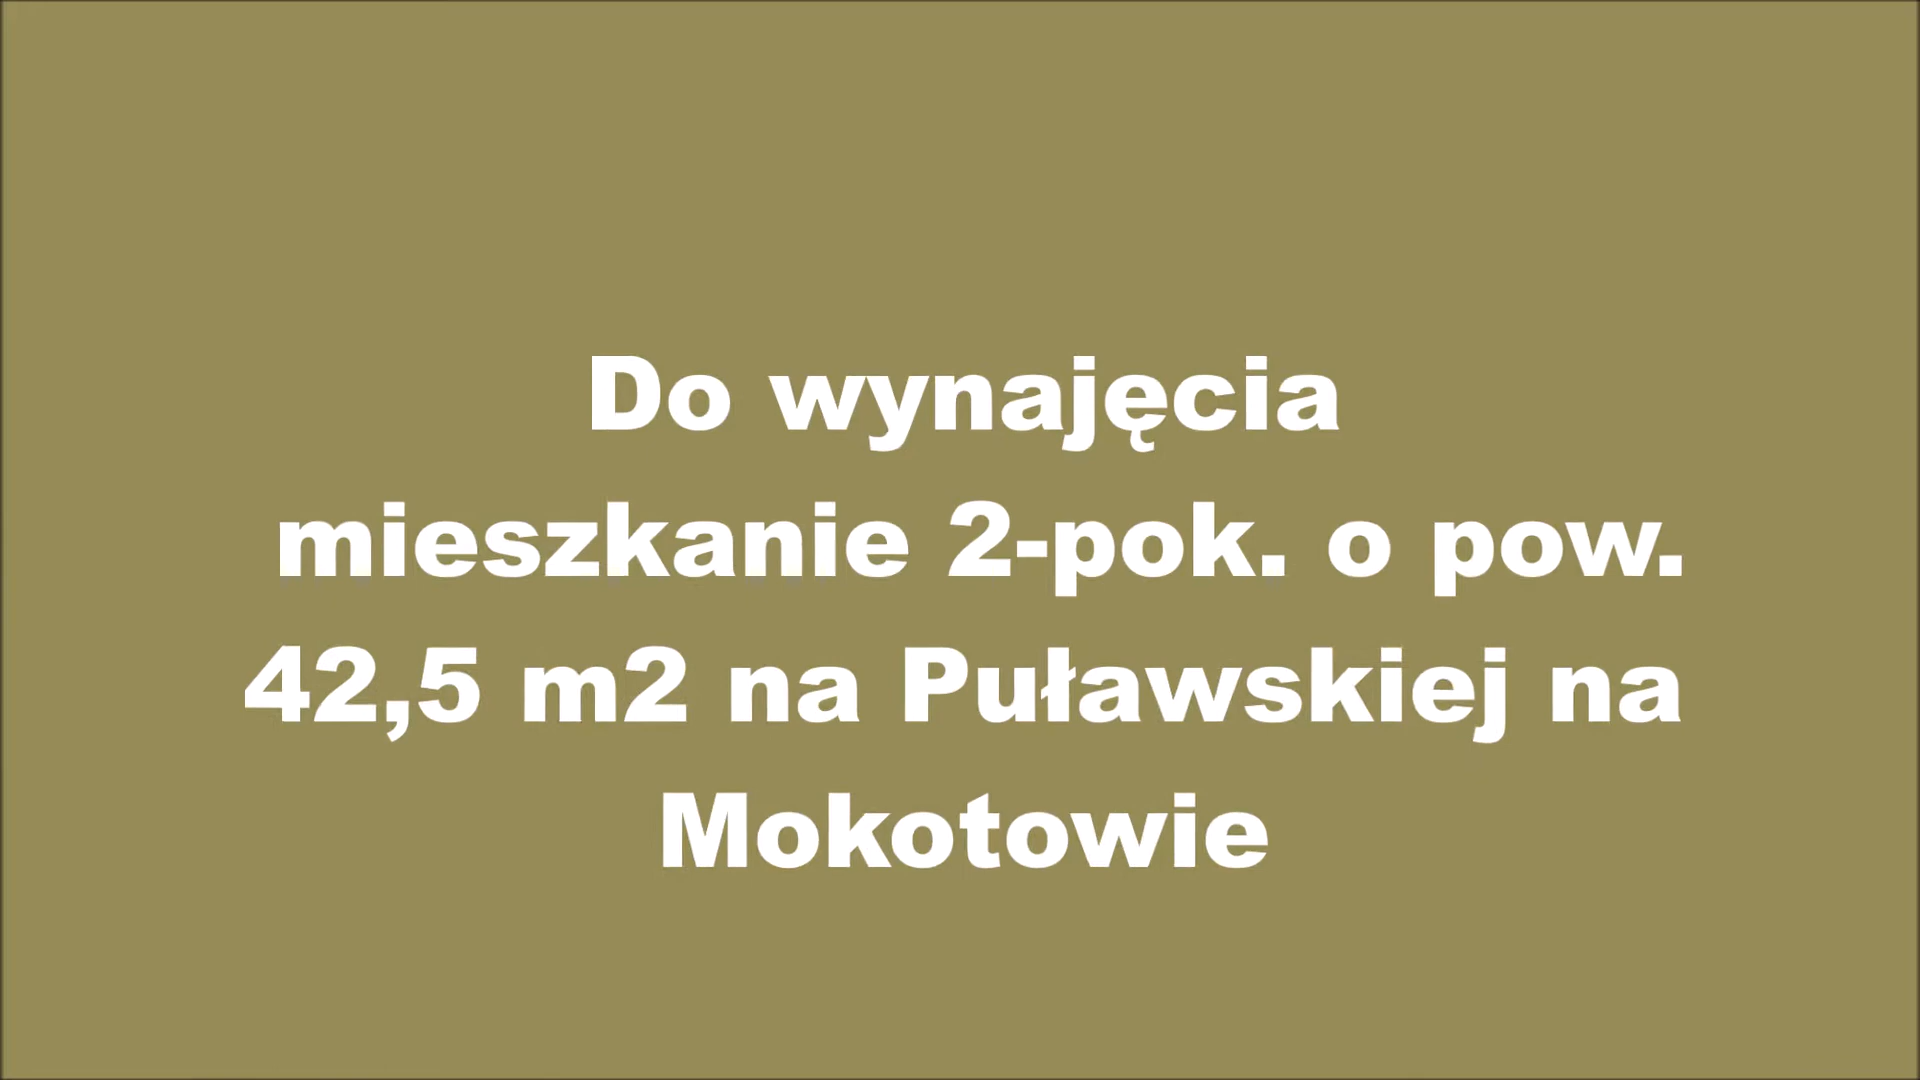 Do wynajęcia
mieszkanie 2-pok. o pow.
42,5 m2 na Puławskiej na
Mokotowie